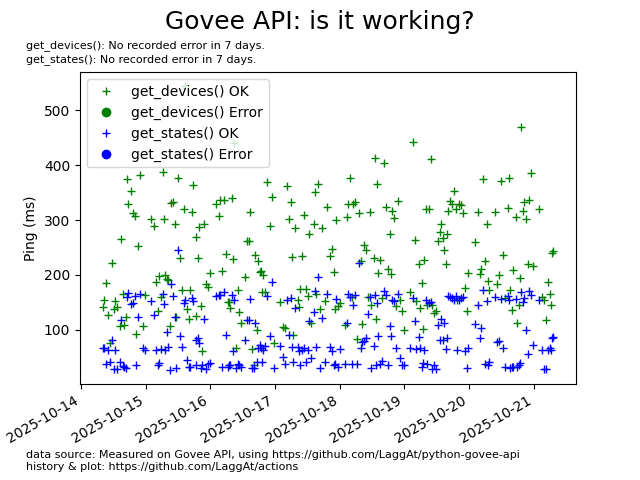 Govee API: is it working?
get_devices(): No recorded error in 7 days.
get_states(): No recorded error in 7 days.
get_devices() OK
get_devices() Error
get_states() OK
get_states() Error
Ping (ms)
500
400
300
200
100
2025-10-14
2025-10-15
2025-10-16
2025-10-17
2025-10-18
2025-10-19
2025-10-20
2025-10-21
data source: Measured on Govee API, using https://github.com/LaggAt/python-govee-api
history & plot: https://github.com/LaggAt/actions